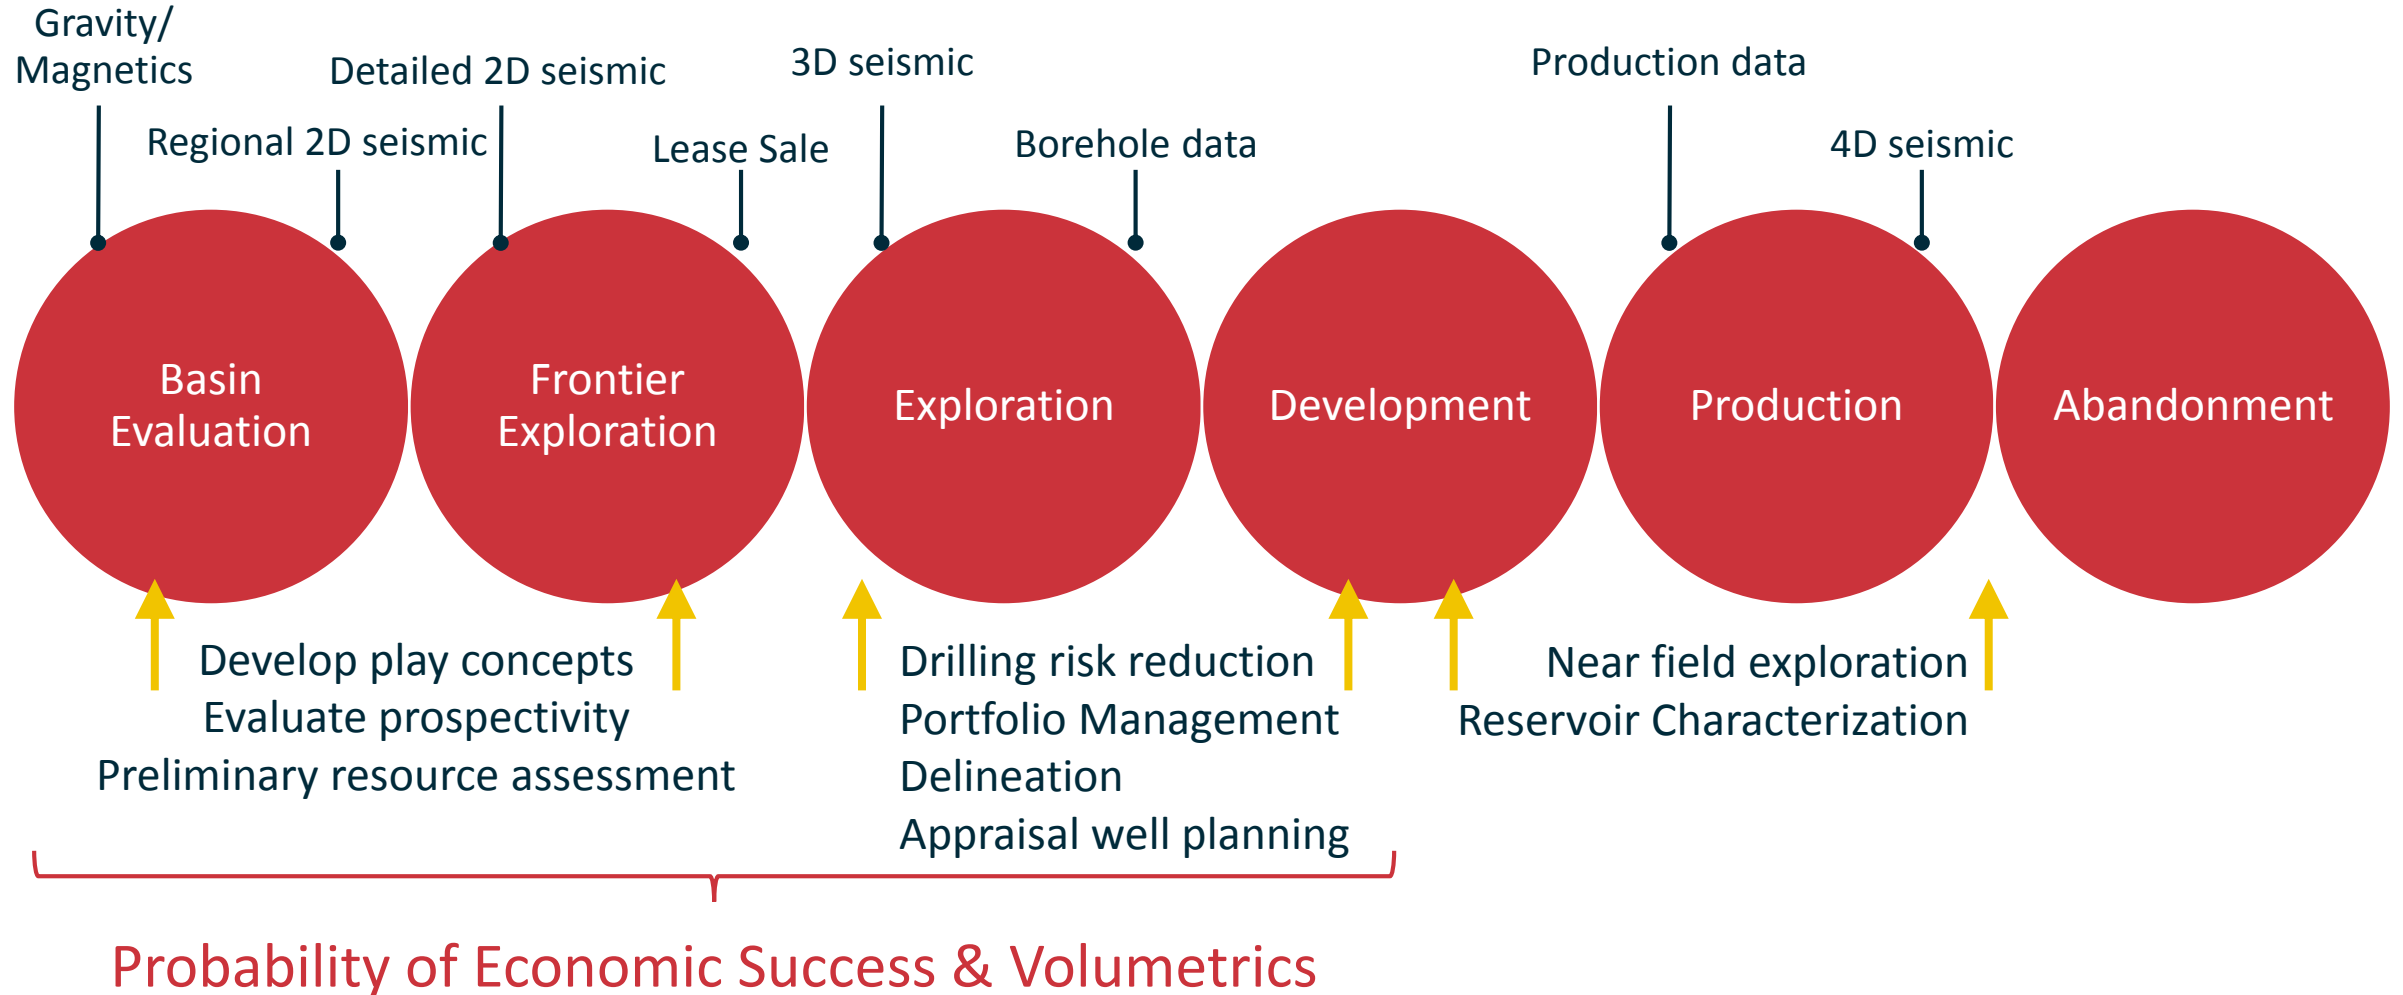 Gravity/
Magnetics
Detailed 2D seismic
3D seismic
Production data
Regional 2D seismic
Lease Sale
Borehole data
4D seismic
Basin
Evaluation
Frontier
Exploration
Exploration
Development
Production
Abandonment
Develop play concepts
Evaluate prospectivity
Preliminary resource assessment
Drilling risk reduction
Portfolio Management
Delineation
Appraisal well planning
Near field exploration
Reservoir Characterization
Probability of Economic Success & Volumetrics